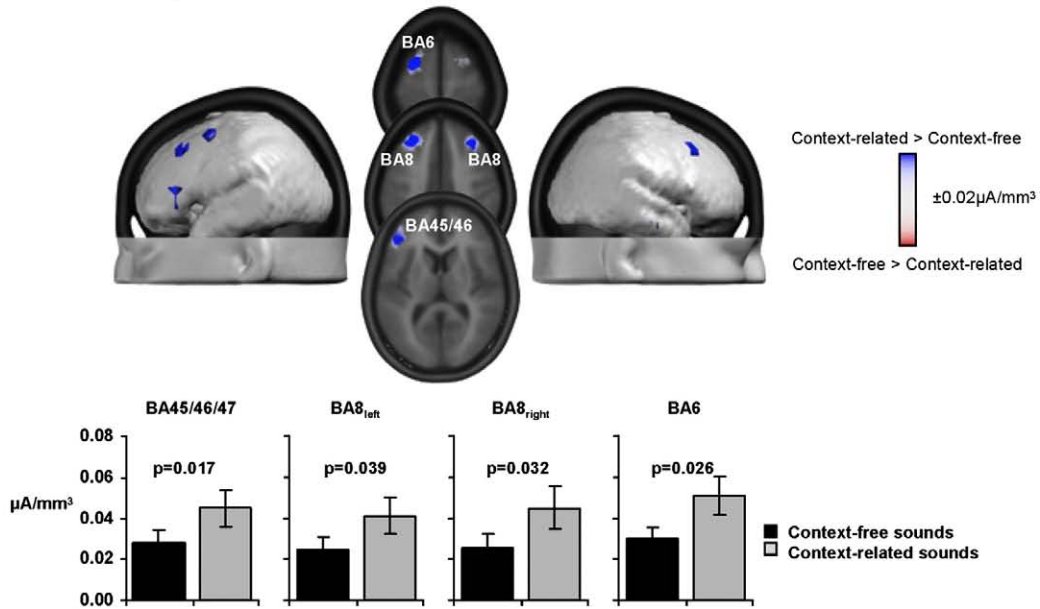 BA6
BA8
BA8
BA45/46
Context-related > Context-free
±0.02µA/mm³
Context-free > Context-related
BA45/46/47
BA8left
BA8right
BA6
0.08
0.06
0.04
0.02
0.00
µA/mm³
p=0.017
p=0.039
p=0.032
p=0.026
Context-free sounds
Context-related sounds